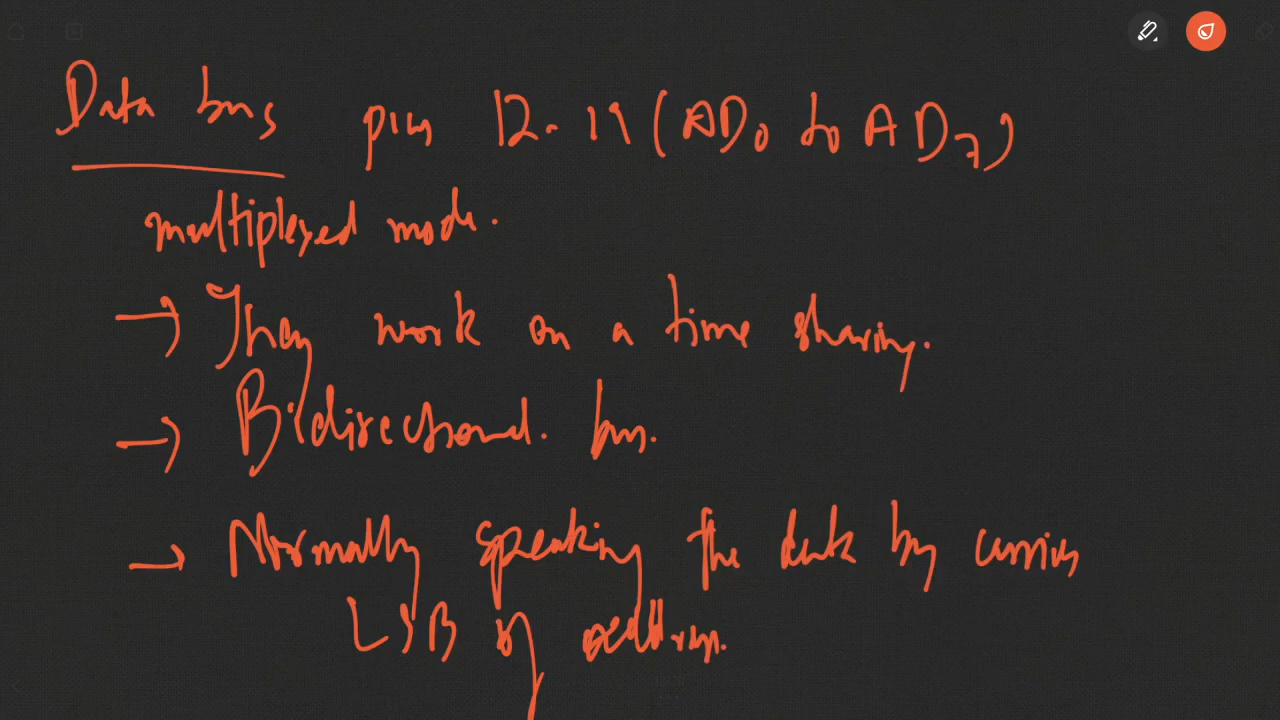 Data bus pin 12-19 (AD0 to AD7)
multiplexed mode.
→ They work on a time sharing.
→ Bidirectional. bus.
→ Normally speaking the data bus carries
LSB of address.